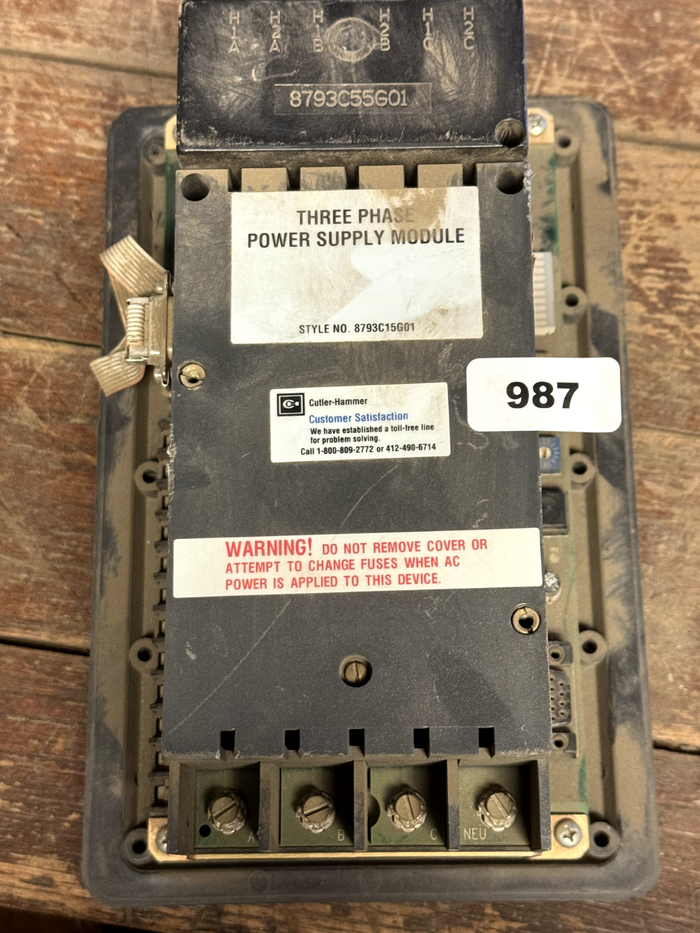 H1A H2A H1B H2B H1C H2C
8793C55G01
THREE PHASE
POWER SUPPLY MODULE
STYLE NO. 8793C15G01
987
Cutler-Hammer
Customer Satisfaction
We have established a toll-free line
for problem solving.
Call 1-800-809-2772 or 412-490-6714
WARNING! DO NOT REMOVE COVER OR
ATTEMPT TO CHANGE FUSES WHEN AC
POWER IS APPLIED TO THIS DEVICE.
A B C NEU